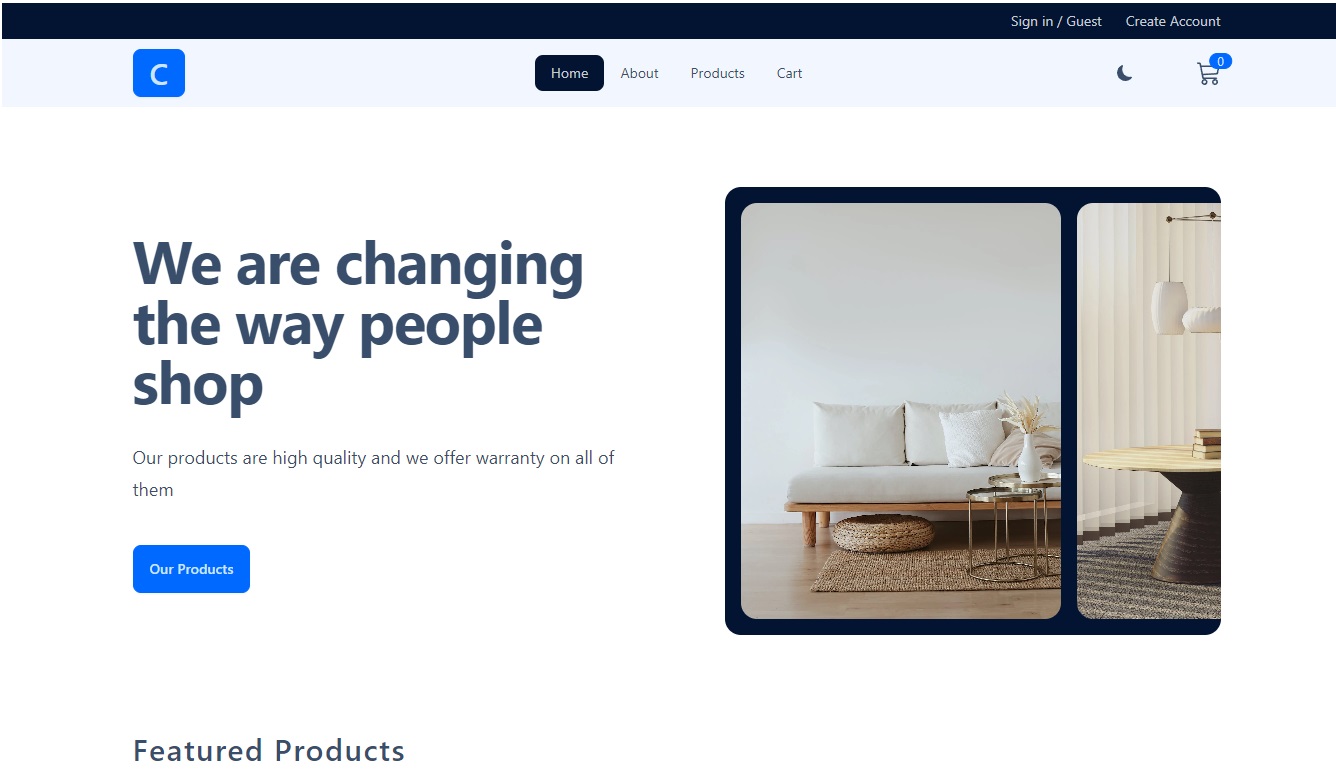 Sign in / Guest Create Account
C
Home About Products Cart
0
We are changing
the way people
shop
Our products are high quality and we offer warranty on all of
them
Our Products
Featured Products